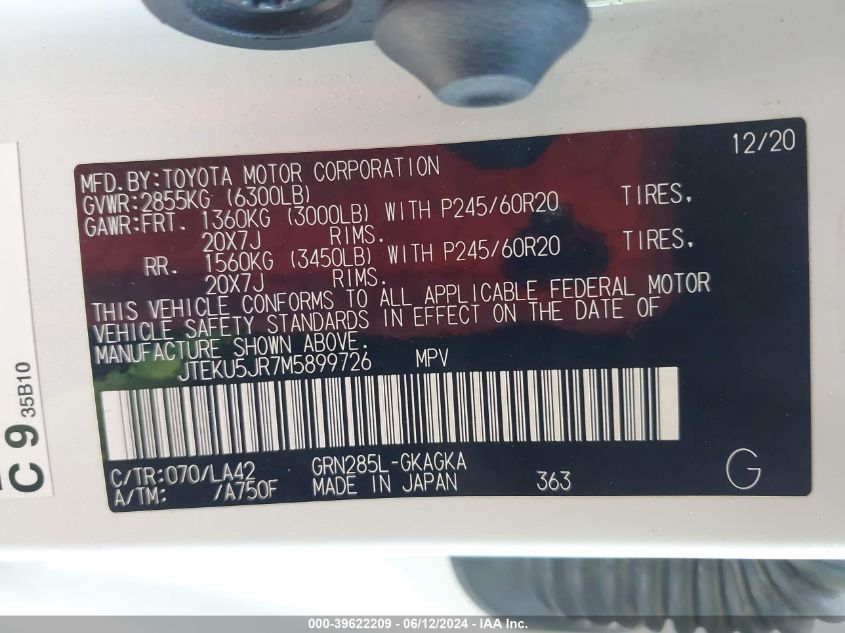 12/20
MFD.BY:TOYOTA MOTOR CORPORATION
GVWR:2855KG (6300LB)
GAWR:FRT. 1360KG (3000LB) WITH P245/60R20 TIRES,
20X7J RIMS.
RR. 1560KG (3450LB) WITH P245/60R20 TIRES,
20X7J RIMS.
THIS VEHICLE CONFORMS TO ALL APPLICABLE FEDERAL MOTOR
VEHICLE SAFETY STANDARDS IN EFFECT ON THE DATE OF
MANUFACTURE SHOWN ABOVE.
JTEKU5JR7M5899726 MPV
C/TR:070/LA42 GRN285L-GKAGKA
A/TM: /A750F MADE IN JAPAN 363 G
C 9 35B10
000-39622209 - 06/12/2024 - IAA Inc.